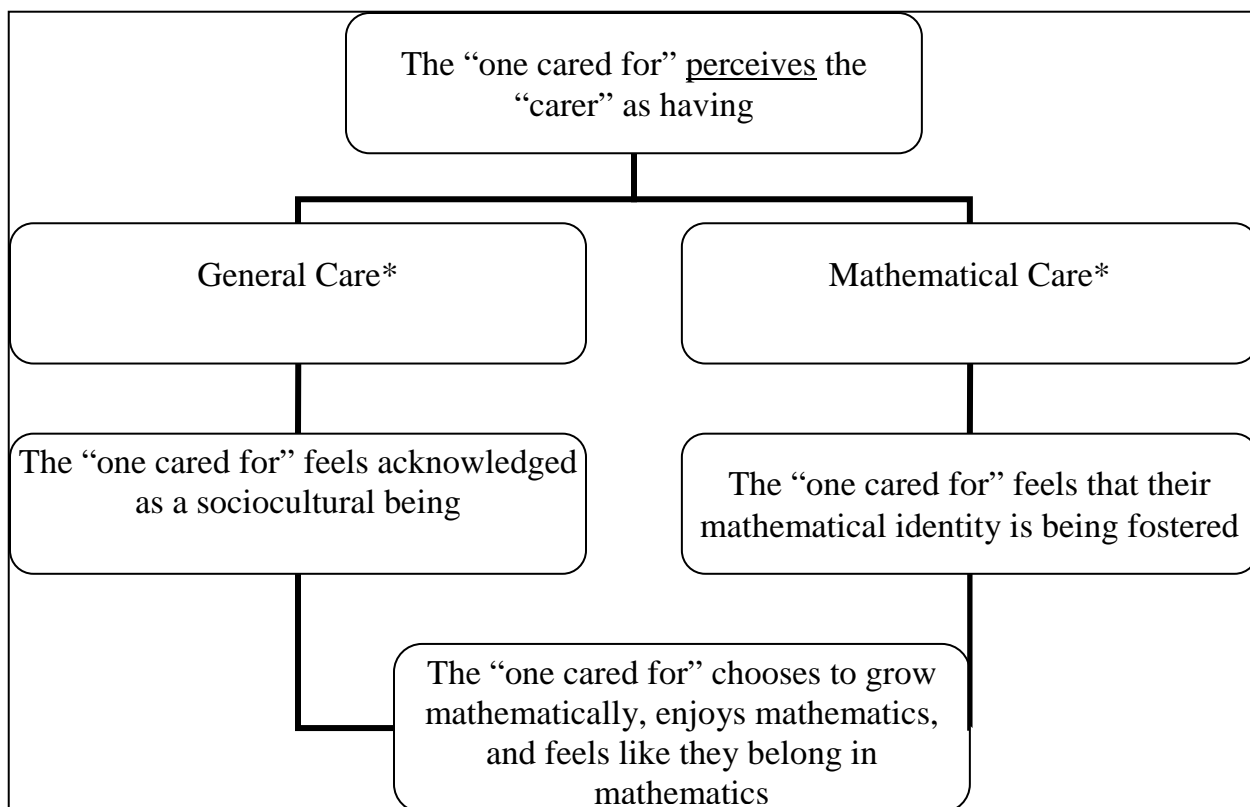 The “one cared for” perceives the
“carer” as having
General Care*
Mathematical Care*
The “one cared for” feels acknowledged
as a sociocultural being
The “one cared for” feels that their
mathematical identity is being fostered
The “one cared for” chooses to grow
mathematically, enjoys mathematics,
and feels like they belong in
mathematics